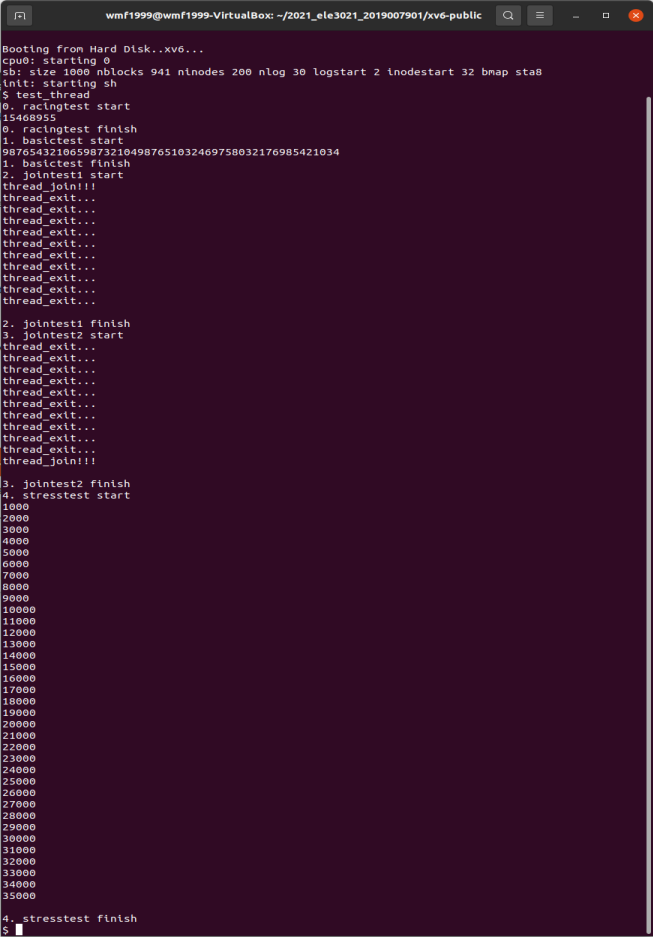 wmf1999@wmf1999-VirtualBox: ~/2021_ele3021_2019007901/xv6-public
Booting from Hard Disk..xv6...
cpu0: starting 0
sb: size 1000 nblocks 941 ninodes 200 nlog 30 logstart 2 inodestart 32 bmap sta8
init: starting sh
$ test_thread
0. racingtest start
15468955
0. racingtest finish
1. basictest start
98765432106598732104987651032469758032176985421034
1. basictest finish
2. jointest1 start
thread_join!!!
thread_exit...
thread_exit...
thread_exit...
thread_exit...
thread_exit...
thread_exit...
thread_exit...
thread_exit...
thread_exit...
thread_exit...
2. jointest1 finish
3. jointest2 start
thread_exit...
thread_exit...
thread_exit...
thread_exit...
thread_exit...
thread_exit...
thread_exit...
thread_exit...
thread_exit...
thread_exit...
thread_join!!!
3. jointest2 finish
4. stresstest start
1000
2000
3000
4000
5000
6000
7000
8000
9000
10000
11000
12000
13000
14000
15000
16000
17000
18000
19000
20000
21000
22000
23000
24000
25000
26000
27000
28000
29000
30000
31000
32000
33000
34000
35000
4. stresstest finish
$